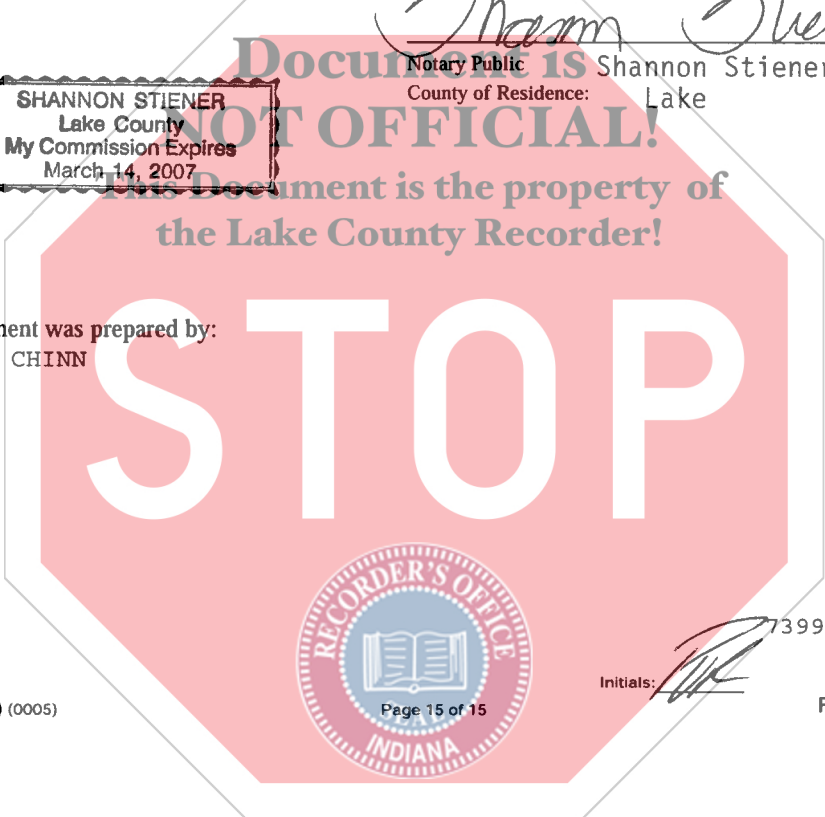 Document is
NOT OFFICIAL!
This Document is the property of
the Lake County Recorder!
Notary Public Shannon Stiener
County of Residence: Lake
SHANNON STIENER
Lake County
My Commission Expires
March 14, 2007
was prepared by:
CHINN
STOP
RECORDER'S OFFICE
SEAL
INDIANA
7399
Initials:
(0005)
Page 15 of 15